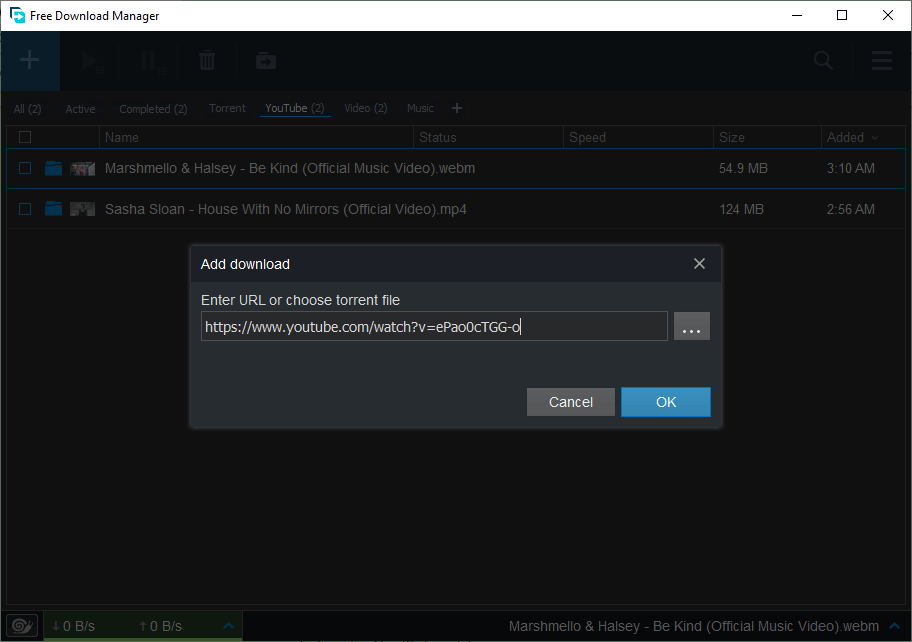 Free Download Manager
All (2) Active Completed (2) Torrent YouTube (2) Video (2) Music +
Name Status Speed Size Added
Marshmello & Halsey - Be Kind (Official Music Video).webm 54.9 MB 3:10 AM
Sasha Sloan - House With No Mirrors (Official Video).mp4 124 MB 2:56 AM
Add download
Enter URL or choose torrent file
https://www.youtube.com/watch?v=ePao0cTGG-o
...
Cancel OK
↓0 B/s ↑0 B/s Marshmello & Halsey - Be Kind (Official Music Video).webm